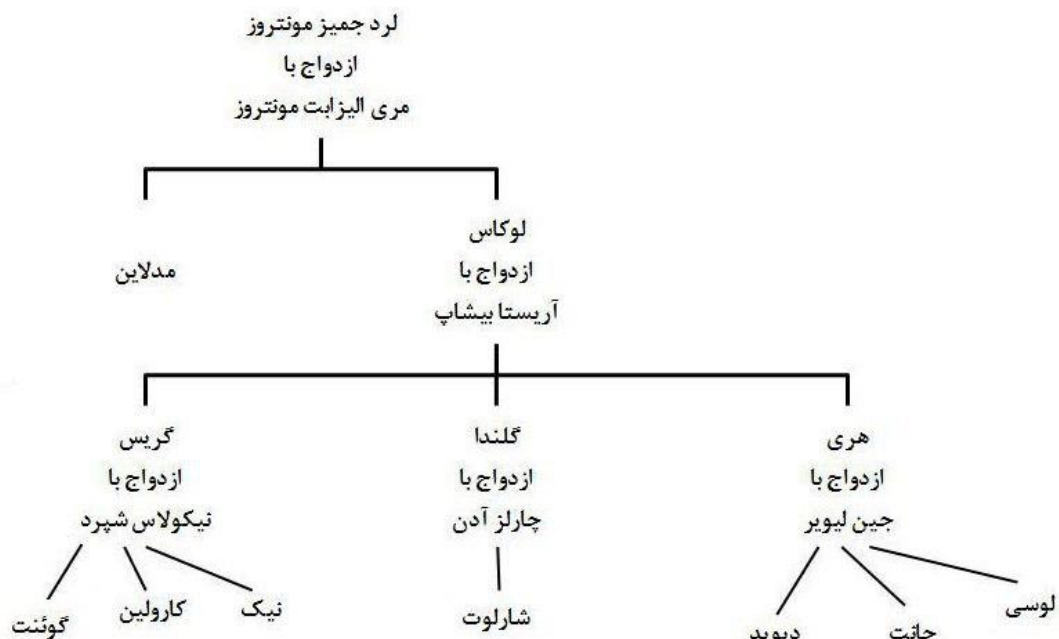 لرد جمیز مونتروز
ازدواج با
مری الیزابت مونتروز
لوکاس
ازدواج با
آریستا بیشاپ
مدلاین
هری
ازدواج با
جین لیویر
گلندا
ازدواج با
چارلز آدن
گریس
ازدواج با
نیکولاس شپرد
لوسی
جانت
دیوید
شارلوت
نیک
کارولین
گوئنت